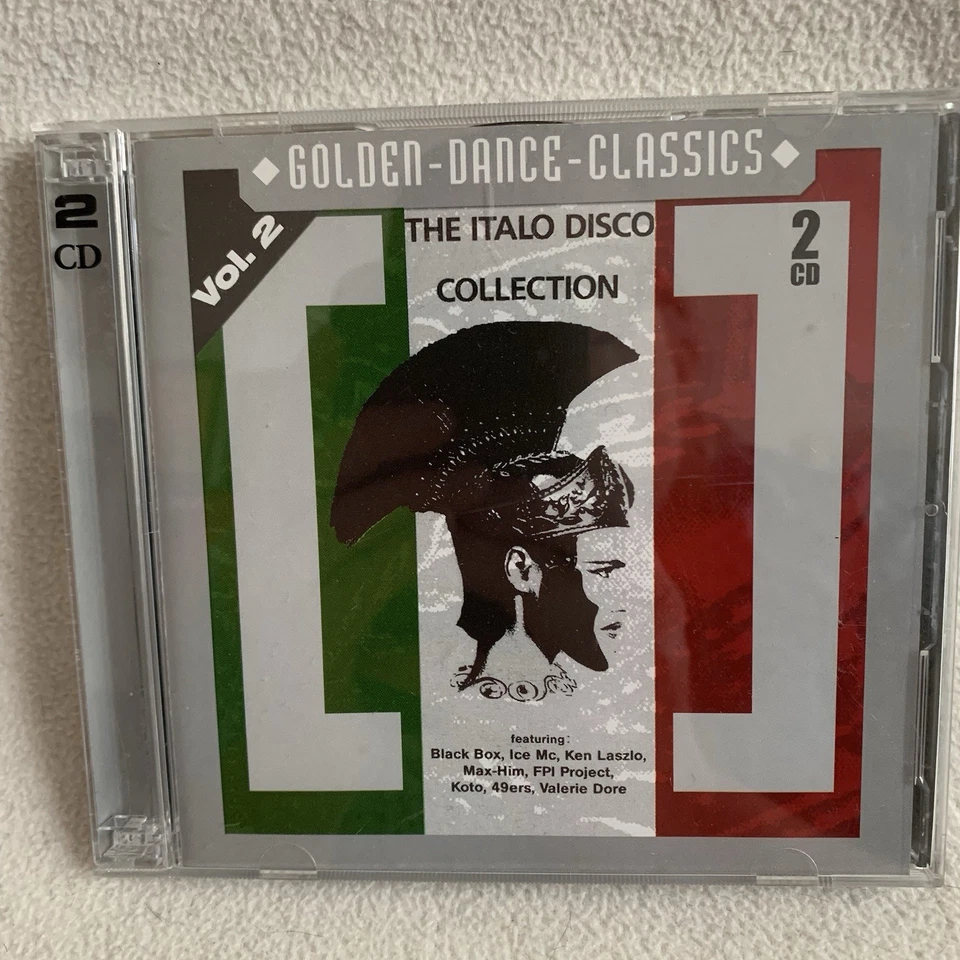 2
CD
GOLDEN-DANCE-CLASSICS
Vol. 2
THE ITALO DISCO
COLLECTION
2
CD
featuring:
Black Box, Ice Mc, Ken Laszlo,
Max-Him, FPI Project,
Koto, 49ers, Valerie Dore